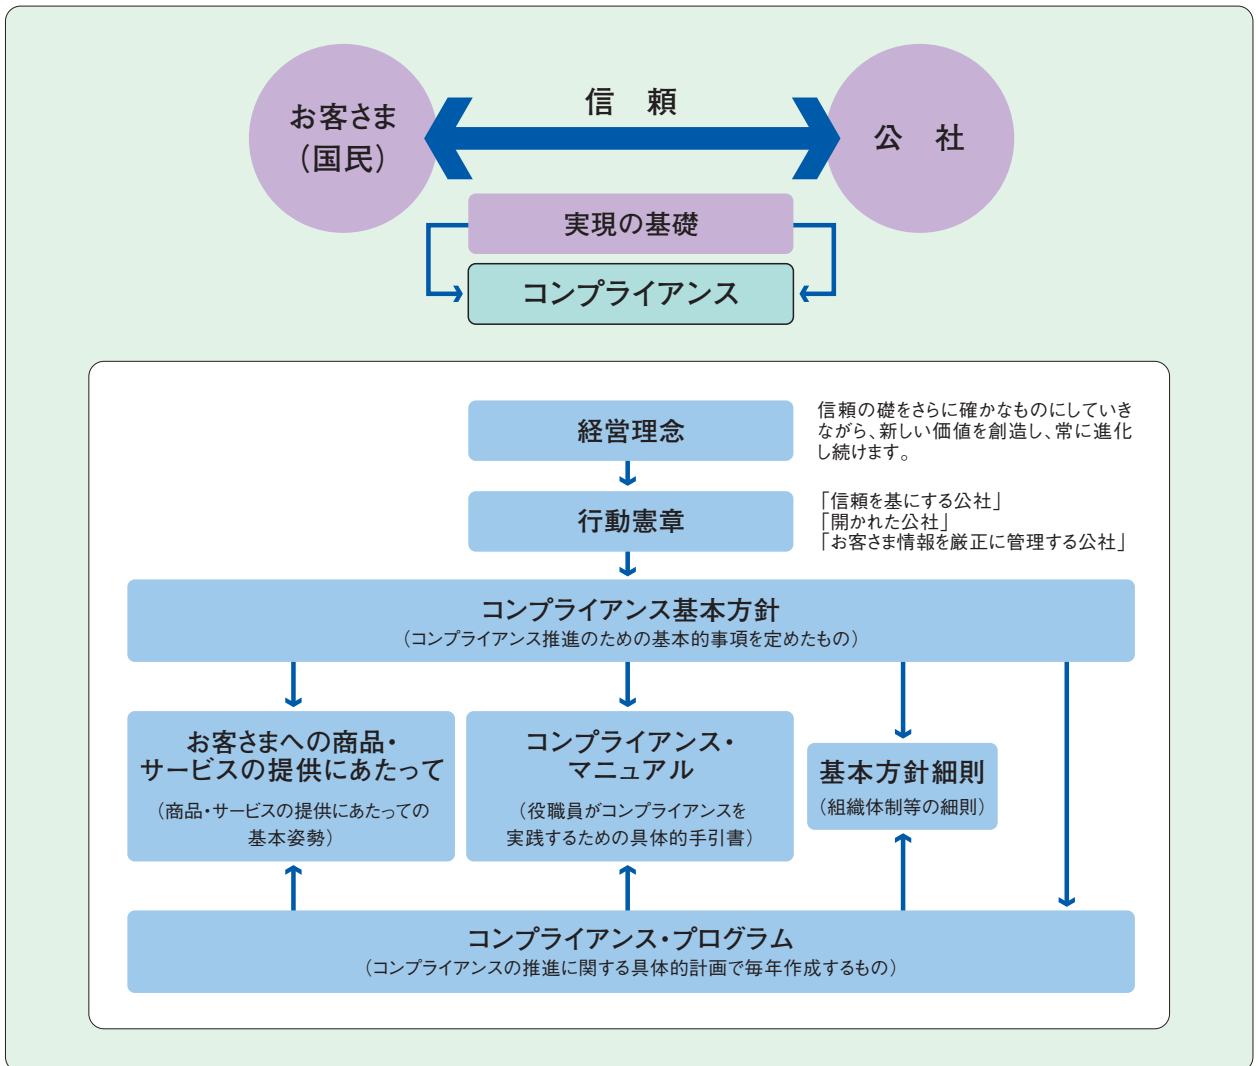 お客さま
（国民）
信　頼
公　社
実現の基礎
コンプライアンス
経営理念
信頼の礎をさらに確かなものにしていき
ながら、新しい価値を創造し、常に進化
し続けます。
行動憲章
「信頼を基にする公社」
「開かれた公社」
「お客さま情報を厳正に管理する公社」
コンプライアンス基本方針
（コンプライアンス推進のための基本的事項を定めたもの）
お客さまへの商品・
サービスの提供にあたって
（商品・サービスの提供にあたっての
基本姿勢）
コンプライアンス・
マニュアル
（役職員がコンプライアンスを
実践するための具体的手引書）
基本方針細則
（組織体制等の細則）
コンプライアンス・プログラム
（コンプライアンスの推進に関する具体的計画で毎年作成するもの）